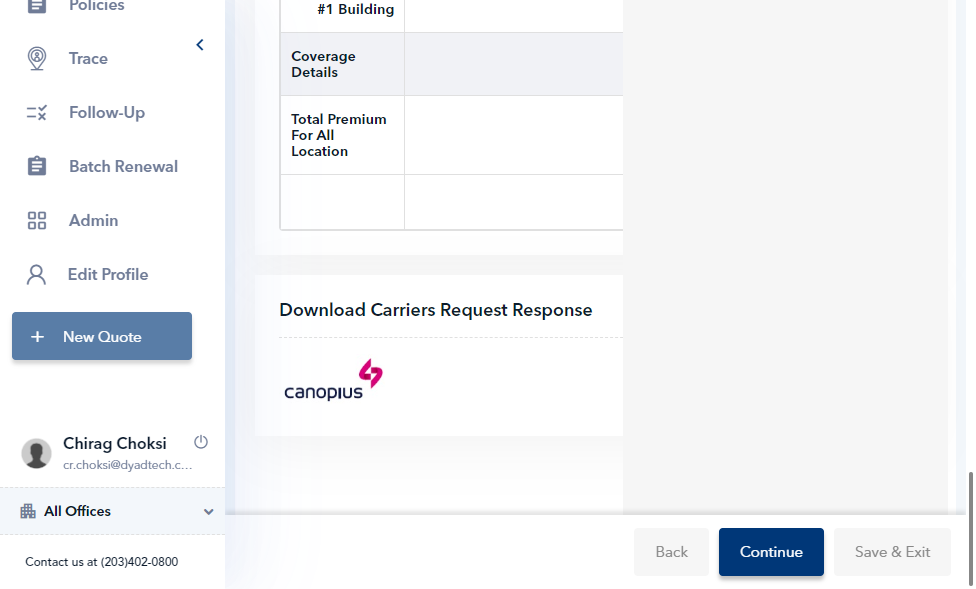 Policies
Trace
Follow-Up
Batch Renewal
Admin
Edit Profile
+ New Quote
Chirag Choksi
cr.choksi@dyadtech.c...
All Offices
Contact us at (203)402-0800
#1 Building
Coverage
Details
Total Premium
For All
Location
Download Carriers Request Response
canopius
Back
Continue
Save & Exit